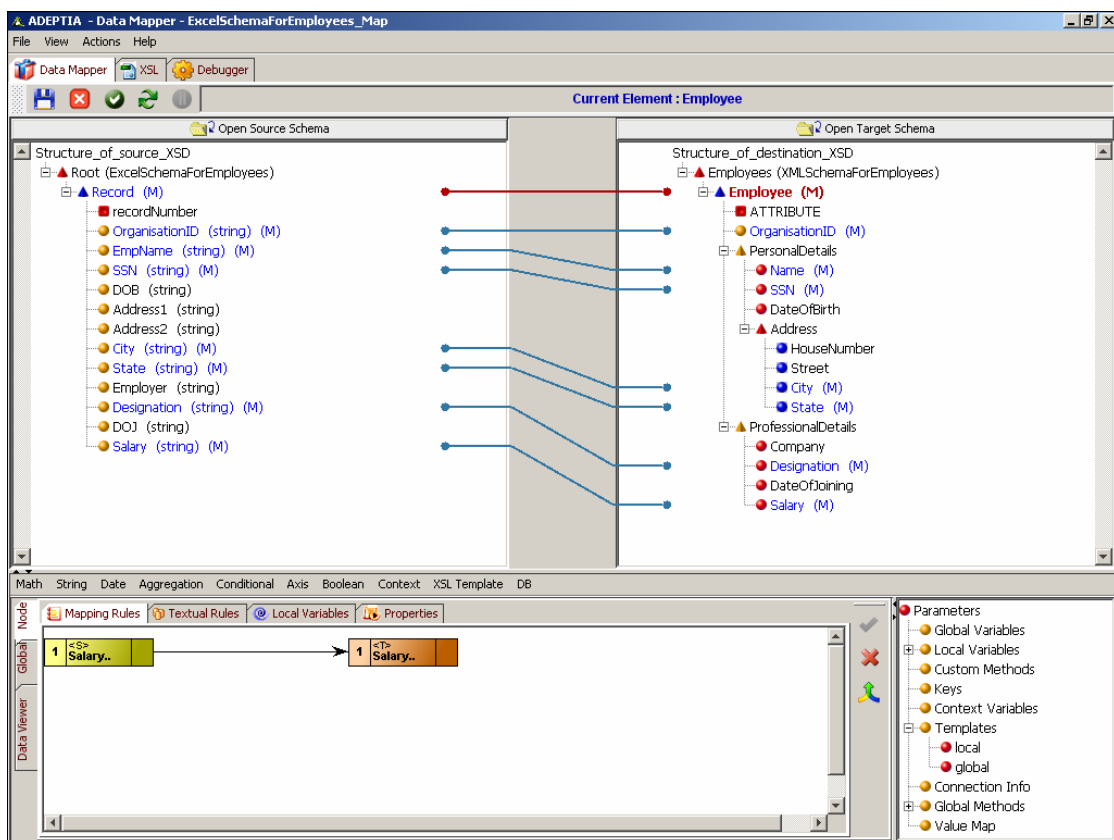 ADEPTIA - Data Mapper - ExcelSchemaForEmployees_Map
File View Actions Help
Data Mapper XSL Debugger
Current Element : Employee
Open Source Schema
Structure_of_source_XSD
Root (ExcelSchemaForEmployees)
Record (M)
recordNumber
OrganisationID (string) (M)
EmpName (string) (M)
SSN (string) (M)
DOB (string)
Address1 (string)
Address2 (string)
City (string) (M)
State (string) (M)
Employer (string)
Designation (string) (M)
DOJ (string)
Salary (string) (M)
Open Target Schema
Structure_of_destination_XSD
Employees (XMLSchemaForEmployees)
Employee (M)
ATTRIBUTE
OrganisationID (M)
PersonalDetails
Name (M)
SSN (M)
DateOfBirth
Address
HouseNumber
Street
City (M)
State (M)
ProfessionalDetails
Company
Designation (M)
DateOfJoining
Salary (M)
Math String Date Aggregation Conditional Axis Boolean Context XSL Template DB
Node
Global
Data Viewer
Mapping Rules Textual Rules Local Variables Properties
1 <S> Salary..
1 <T> Salary..
Parameters
Global Variables
Local Variables
Custom Methods
Keys
Context Variables
Templates
local
global
Connection Info
Global Methods
Value Map